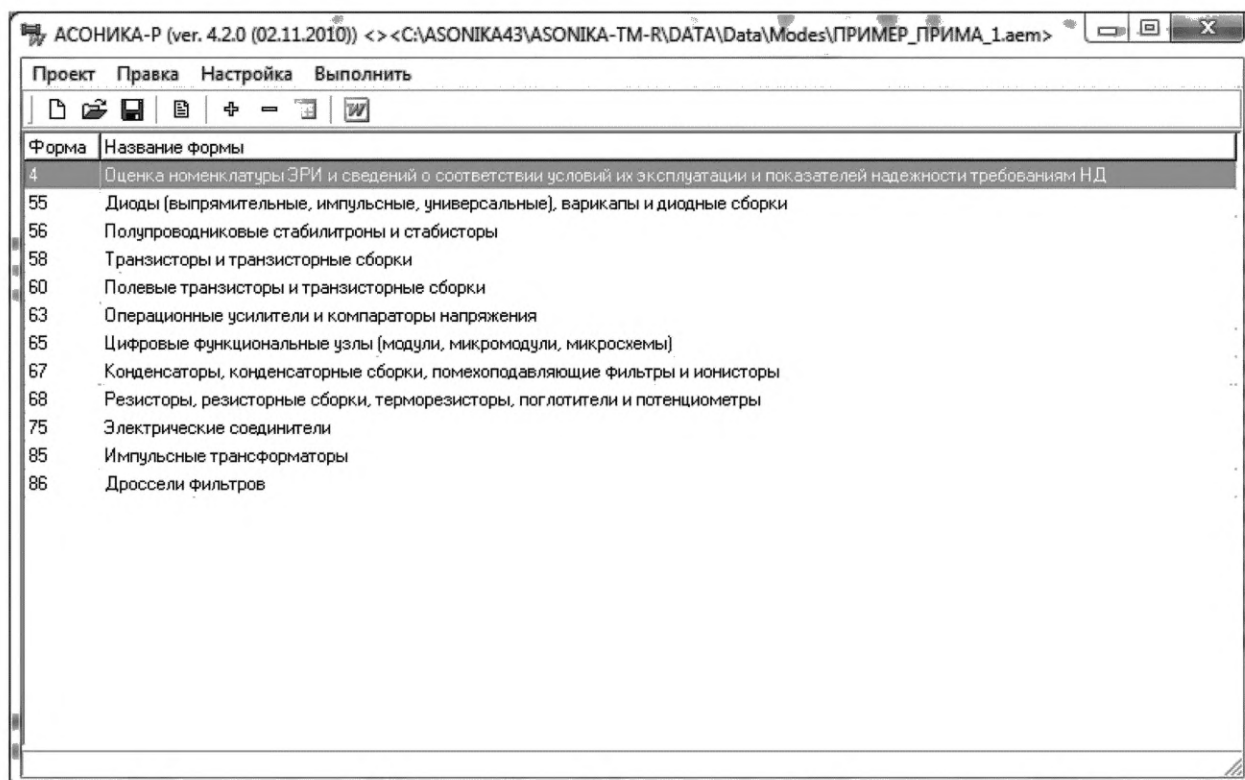 АСОНИКА-Р (ver. 4.2.0 (02.11.2010)) <><C:\ASONIKA43\ASONIKA-TM-R\DATA\Data\Modes\ПРИМЕР_ПРИМА_1.aem>
Проект Правка Настройка Выполнить
Форма Название формы
4 Оценка номенклатуры ЭРИ и сведений о соответствии условий их эксплуатации и показателей надежности требованиям НД
55 Диоды (выпрямительные, импульсные, универсальные), варикапы и диодные сборки
56 Полупроводниковые стабилитроны и стабисторы
58 Транзисторы и транзисторные сборки
60 Полевые транзисторы и транзисторные сборки
63 Операционные усилители и компараторы напряжения
65 Цифровые функциональные узлы (модули, микромодули, микросхемы)
67 Конденсаторы, конденсаторные сборки, помехоподавляющие фильтры и ионисторы
68 Резисторы, резисторные сборки, терморезисторы, поглотители и потенциометры
75 Электрические соединители
85 Импульсные трансформаторы
86 Дроссели фильтров